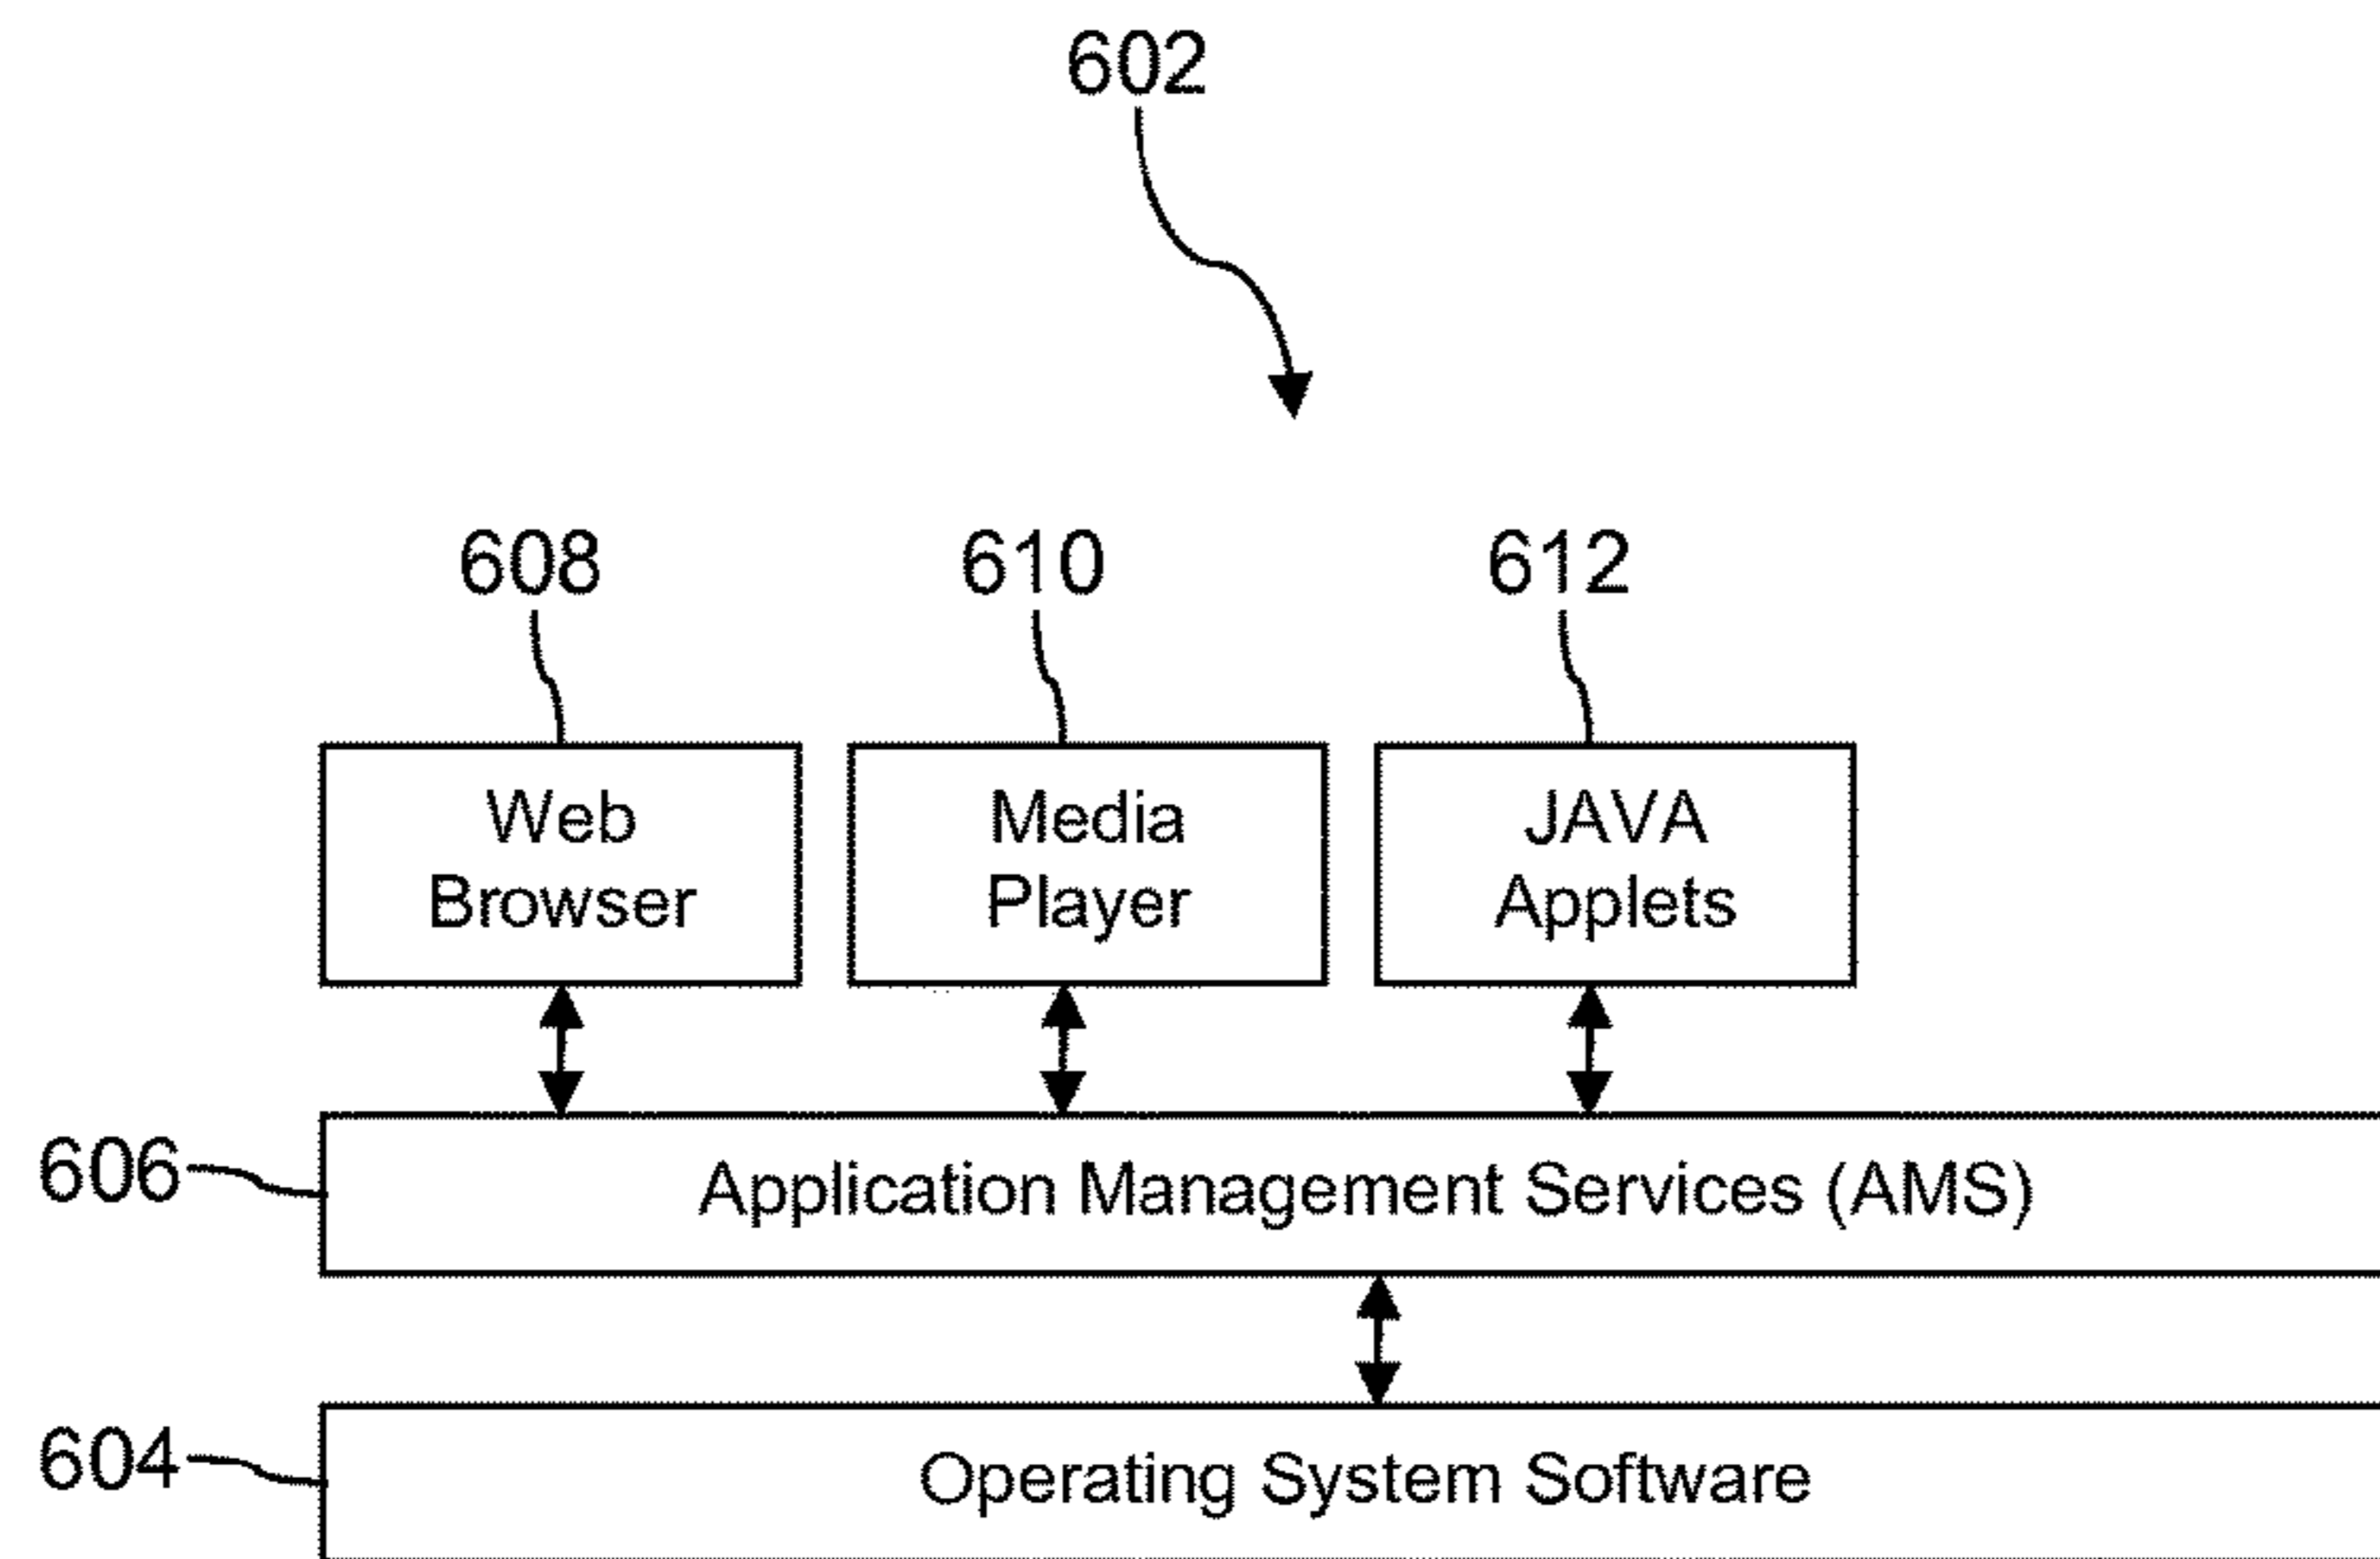 602
608 610 612
Web Browser
Media Player
JAVA Applets
606
Application Management Services (AMS)
604
Operating System Software